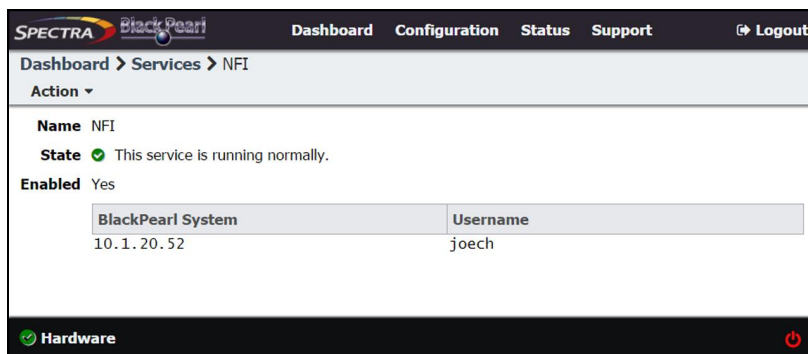 SPECTRA BlackPearl Dashboard Configuration Status Support Logout
Dashboard > Services > NFI
Action
Name NFI
State This service is running normally.
Enabled Yes
BlackPearl System Username
10.1.20.52 joech
Hardware